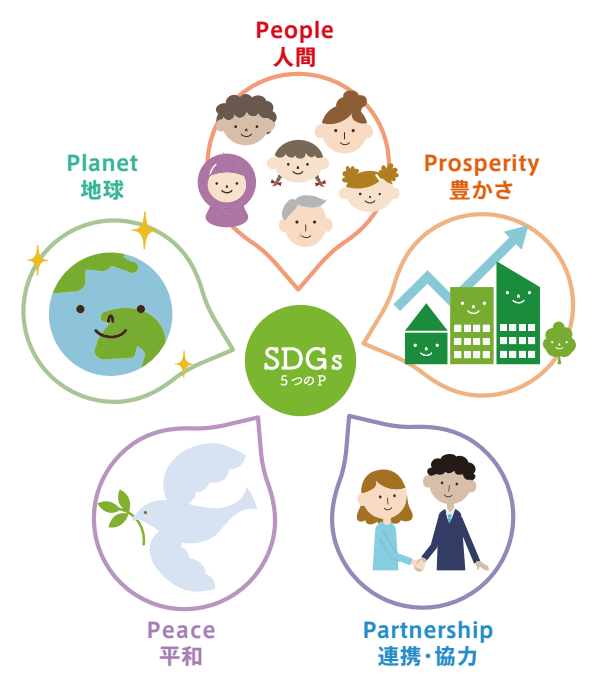 People
人間
Planet
地球
Prosperity
豊かさ
SDGs
5つのP
Peace
平和
Partnership
連携・協力